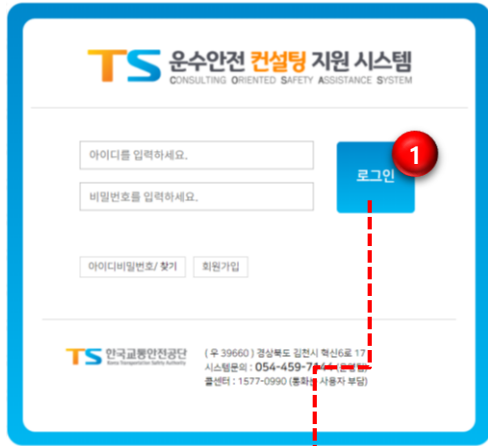 TS 운수안전 컨설팅 지원 시스템
CONSULTING ORIENTED SAFETY ASSISTANCE SYSTEM
아이디를 입력하세요.
비밀번호를 입력하세요.
로그인
1
아이디비밀번호/ 찾기 회원가입
TS 한국교통안전공단
Korea Transportation Safety Authority
( 우 39660 ) 경상북도 김천시 혁신6로 17
시스템문의 : 054-459-
콜센터 : 1577-0990 (통화는 사용자 부담)